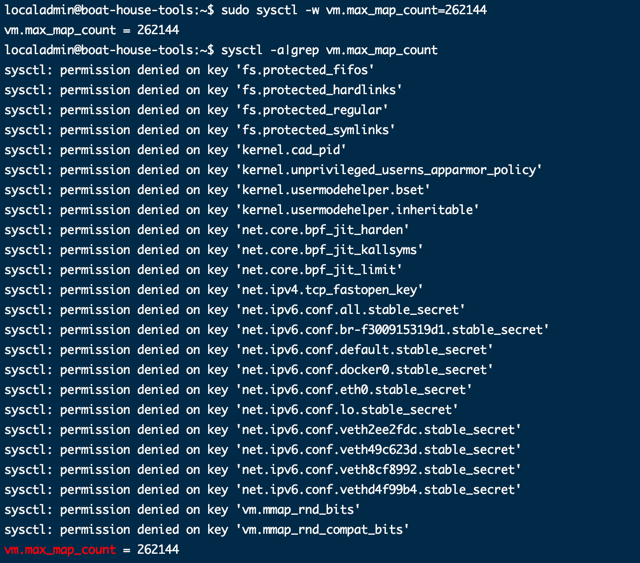 localadmin@boat-house-tools:~$ sudo sysctl -w vm.max_map_count=262144
vm.max_map_count = 262144
localadmin@boat-house-tools:~$ sysctl -a|grep vm.max_map_count
sysctl: permission denied on key 'fs.protected_fifos'
sysctl: permission denied on key 'fs.protected_hardlinks'
sysctl: permission denied on key 'fs.protected_regular'
sysctl: permission denied on key 'fs.protected_symlinks'
sysctl: permission denied on key 'kernel.cad_pid'
sysctl: permission denied on key 'kernel.unprivileged_userns_apparmor_policy'
sysctl: permission denied on key 'kernel.usermodehelper.bset'
sysctl: permission denied on key 'kernel.usermodehelper.inheritable'
sysctl: permission denied on key 'net.core.bpf_jit_harden'
sysctl: permission denied on key 'net.core.bpf_jit_kallsyms'
sysctl: permission denied on key 'net.core.bpf_jit_limit'
sysctl: permission denied on key 'net.ipv4.tcp_fastopen_key'
sysctl: permission denied on key 'net.ipv6.conf.all.stable_secret'
sysctl: permission denied on key 'net.ipv6.conf.br-f300915319d1.stable_secret'
sysctl: permission denied on key 'net.ipv6.conf.default.stable_secret'
sysctl: permission denied on key 'net.ipv6.conf.docker0.stable_secret'
sysctl: permission denied on key 'net.ipv6.conf.eth0.stable_secret'
sysctl: permission denied on key 'net.ipv6.conf.lo.stable_secret'
sysctl: permission denied on key 'net.ipv6.conf.veth2ee2fdc.stable_secret'
sysctl: permission denied on key 'net.ipv6.conf.veth49c623d.stable_secret'
sysctl: permission denied on key 'net.ipv6.conf.veth8cf8992.stable_secret'
sysctl: permission denied on key 'net.ipv6.conf.vethd4f99b4.stable_secret'
sysctl: permission denied on key 'vm.mmap_rnd_bits'
sysctl: permission denied on key 'vm.mmap_rnd_compat_bits'
vm.max_map_count = 262144